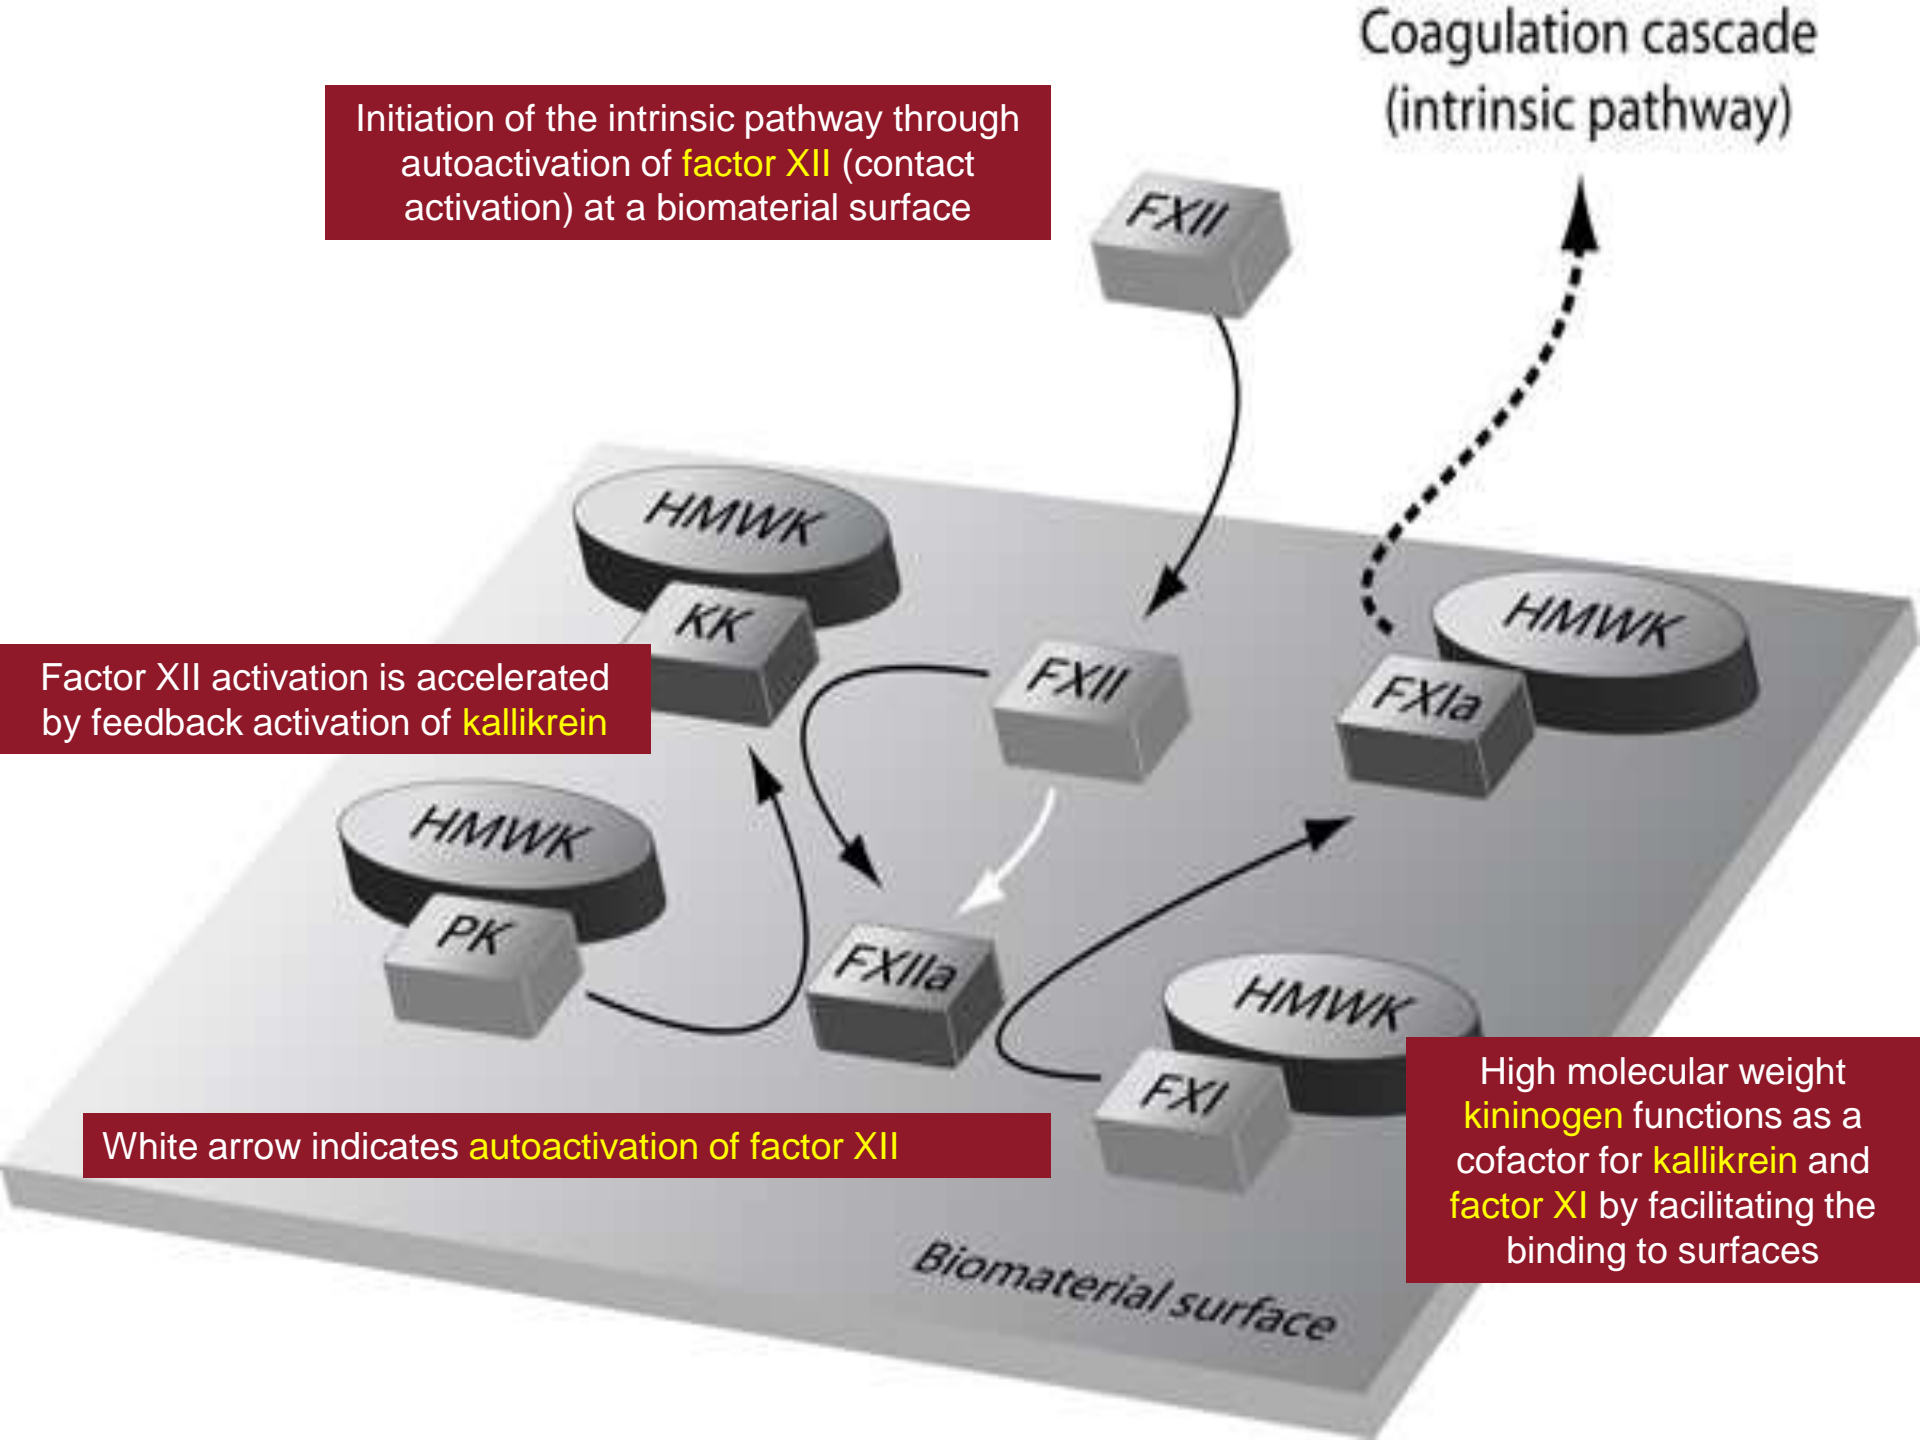 Coagulation cascade
(intrinsic pathway)
Initiation of the intrinsic pathway through
autoactivation of factor XII (contact
activation) at a biomaterial surface
FXII
HMWK
KK
HMWK
FXIa
FXII
Factor XII activation is accelerated
by feedback activation of kallikrein
HMWK
PK
FXIIa
HMWK
FXI
High molecular weight
kininogen functions as a
cofactor for kallikrein and
factor XI by facilitating the
binding to surfaces
White arrow indicates autoactivation of factor XII
Biomaterial surface